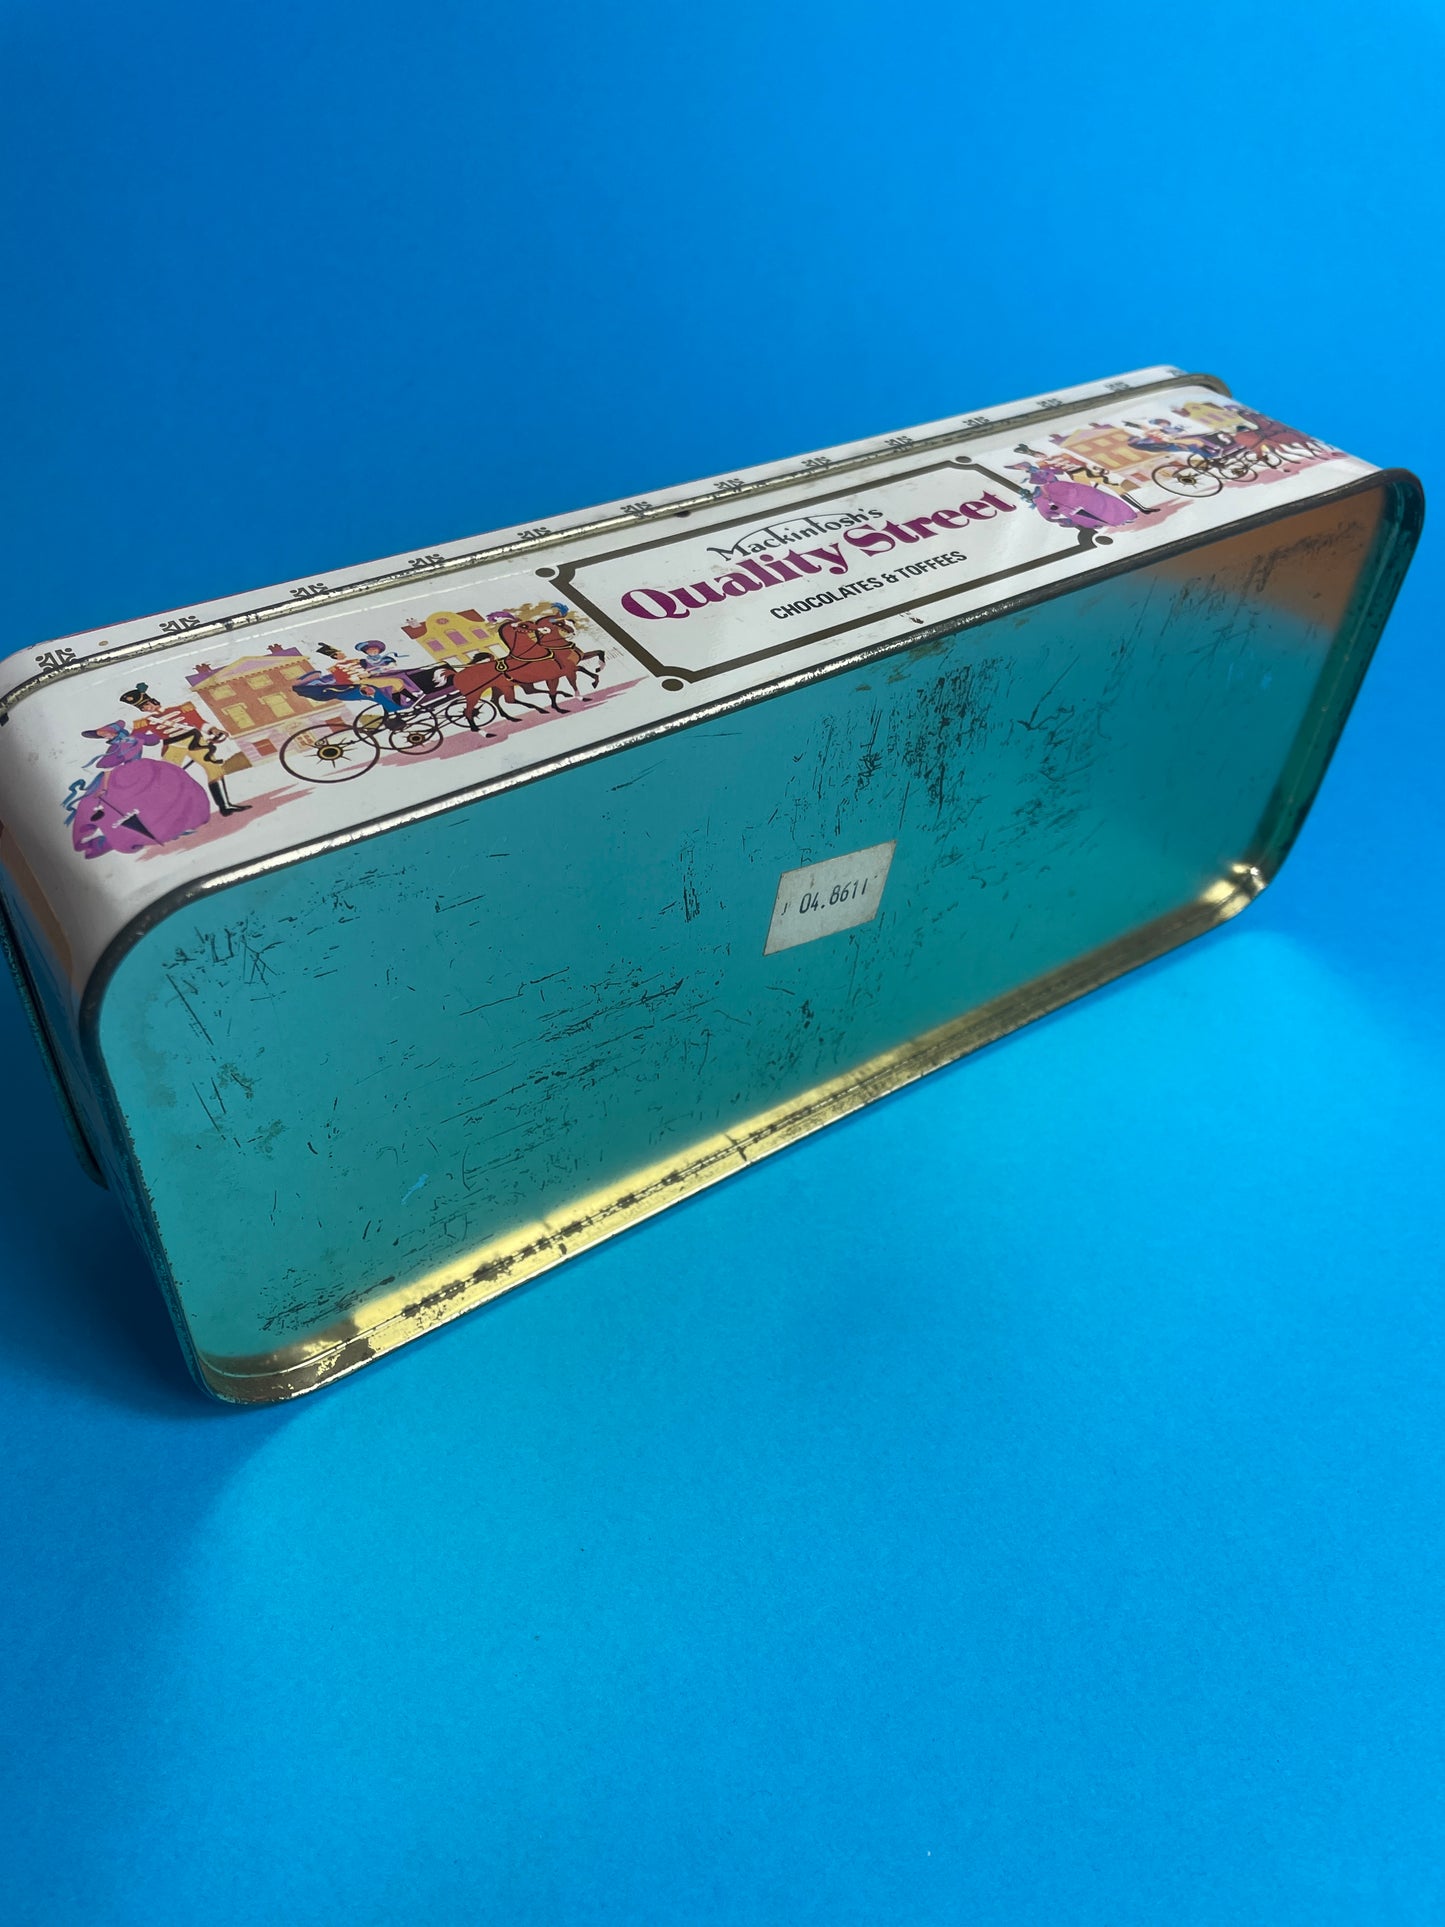 Mackintosh's
Quality Street
CHOCOLATES & TOFFEES
04.8611